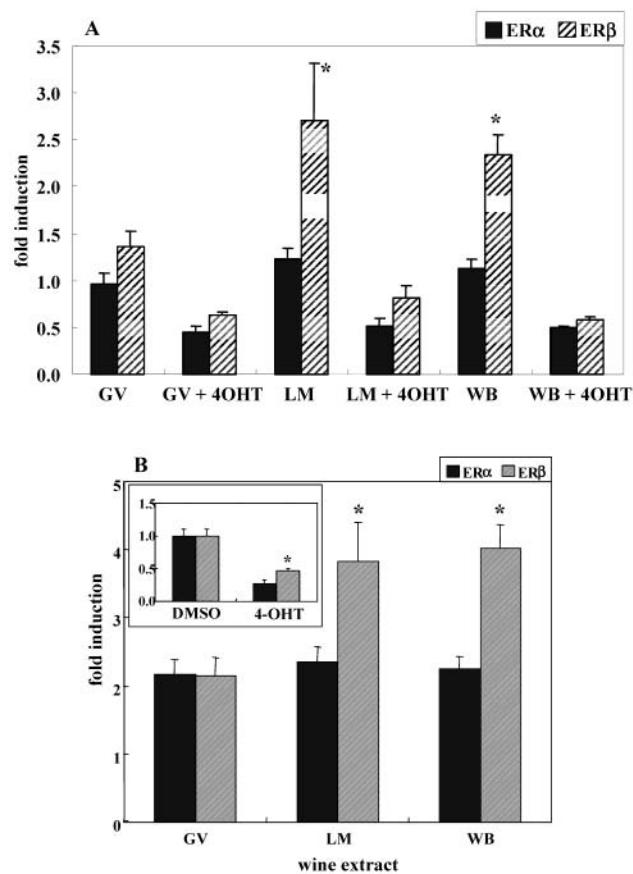 A
ERα ERβ
3.5
3.0
2.5
2.0
1.5
1.0
0.5
0.0
fold induction
*
*
GV GV + 4OHT LM LM + 4OHT WB WB + 4OHT
B
ERα ERβ
5
4
3
2
1
0
fold induction
1.5
1.0
0.5
0.0
*
DMSO 4-OHT
*
*
GV LM WB
wine extract